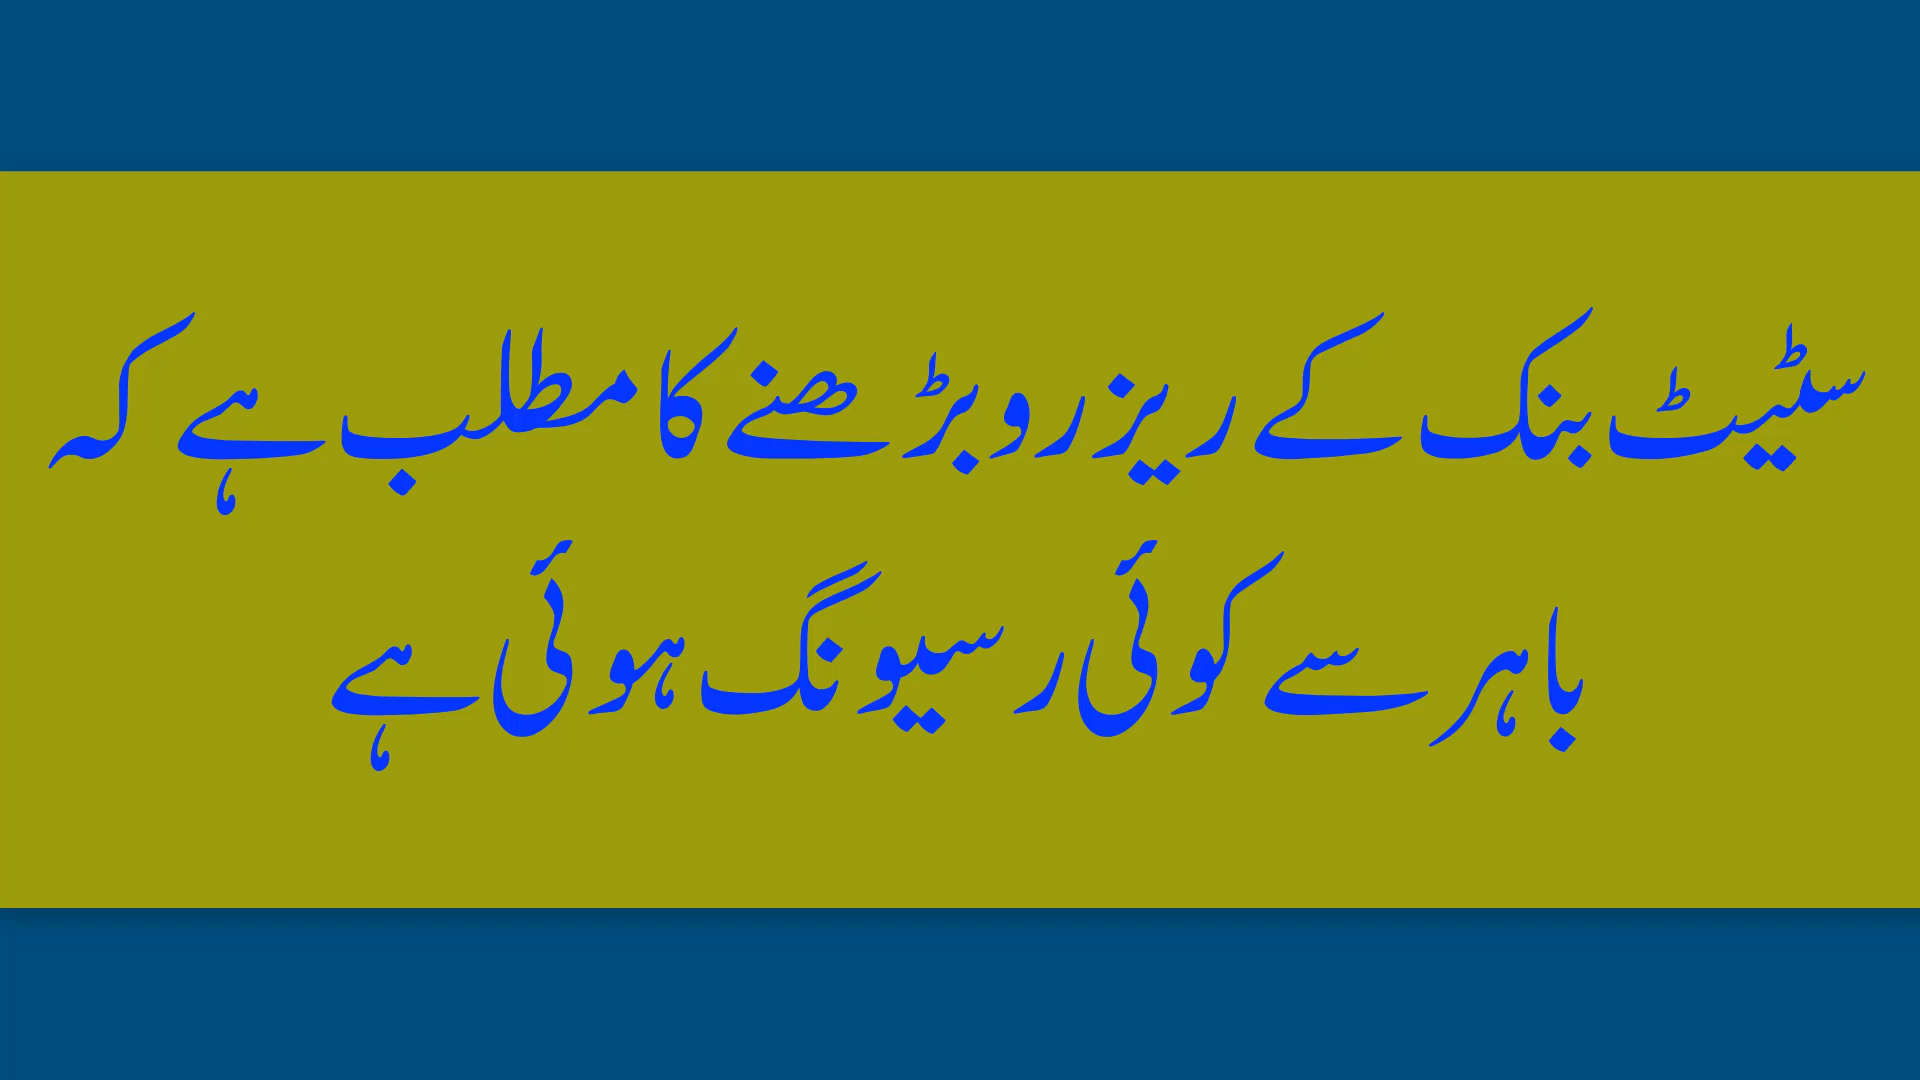 سٹیٹ بنک کے ریزرو بڑھنے کا مطلب ہے کہ
باہر سے کوئی رسیونگ ہوئی ہے